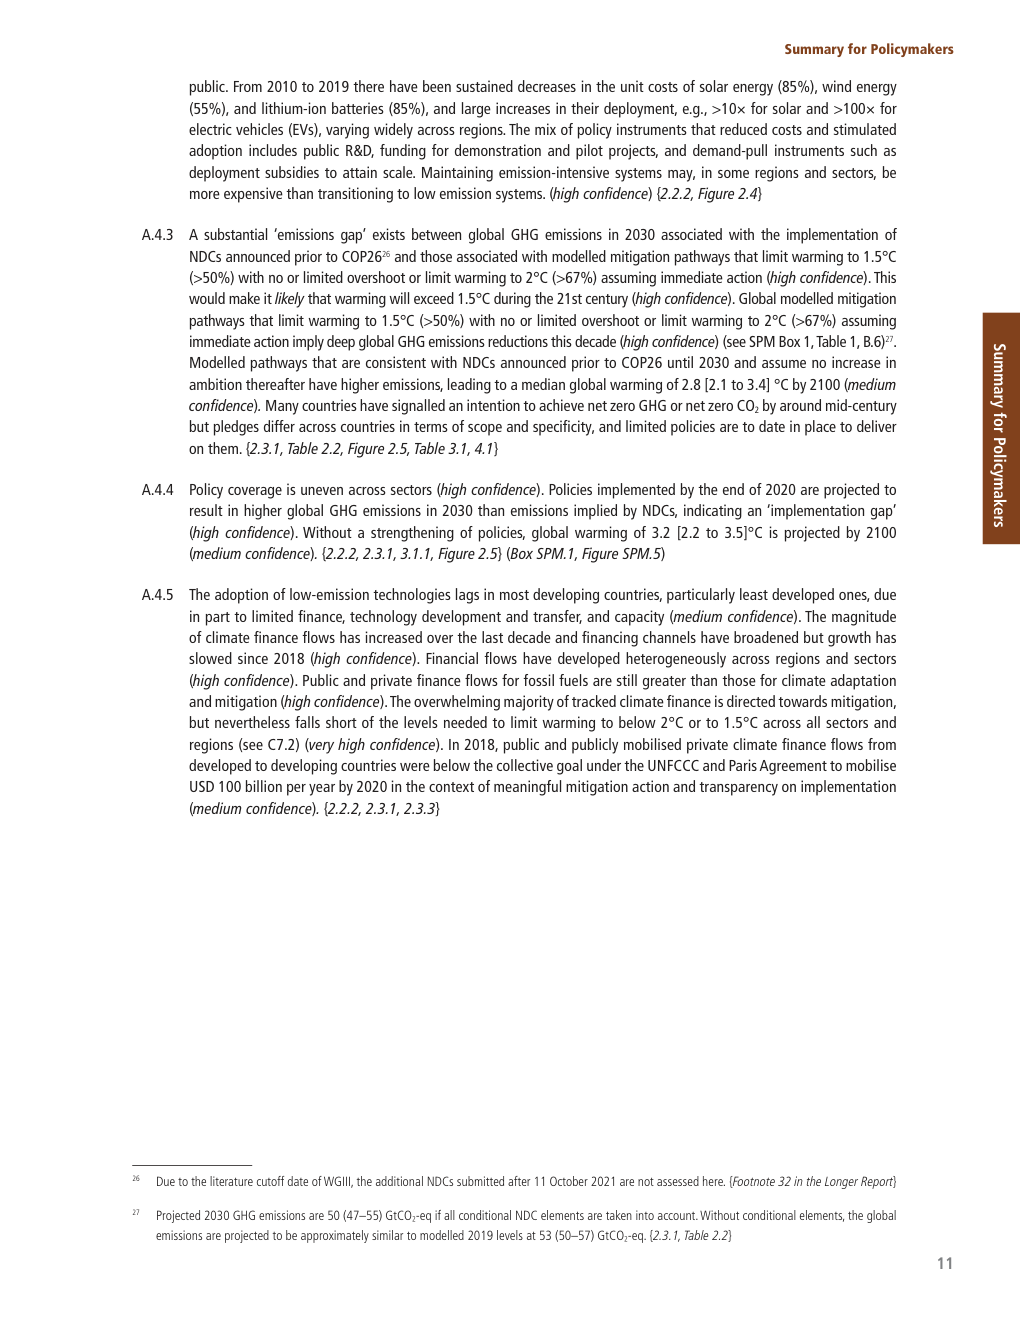 Summary for Policymakers
public. From 2010 to 2019 there have been sustained decreases in the unit costs of solar energy (85%), wind energy
(55%), and lithium-ion batteries (85%), and large increases in their deployment, e.g., >10× for solar and >100× for
electric vehicles (EVs), varying widely across regions. The mix of policy instruments that reduced costs and stimulated
adoption includes public R&D, funding for demonstration and pilot projects, and demand-pull instruments such as
deployment subsidies to attain scale. Maintaining emission-intensive systems may, in some regions and sectors, be
more expensive than transitioning to low emission systems. (high confidence) {2.2.2, Figure 2.4}
A.4.3 A substantial ‘emissions gap’ exists between global GHG emissions in 2030 associated with the implementation of
NDCs announced prior to COP26²⁶ and those associated with modelled mitigation pathways that limit warming to 1.5°C
(>50%) with no or limited overshoot or limit warming to 2°C (>67%) assuming immediate action (high confidence). This
would make it likely that warming will exceed 1.5°C during the 21st century (high confidence). Global modelled mitigation
pathways that limit warming to 1.5°C (>50%) with no or limited overshoot or limit warming to 2°C (>67%) assuming
immediate action imply deep global GHG emissions reductions this decade (high confidence) (see SPM Box 1, Table 1, B.6)²⁷.
Modelled pathways that are consistent with NDCs announced prior to COP26 until 2030 and assume no increase in
ambition thereafter have higher emissions, leading to a median global warming of 2.8 [2.1 to 3.4] °C by 2100 (medium
confidence). Many countries have signalled an intention to achieve net zero GHG or net zero CO₂ by around mid-century
but pledges differ across countries in terms of scope and specificity, and limited policies are to date in place to deliver
on them. {2.3.1, Table 2.2, Figure 2.5, Table 3.1, 4.1}
A.4.4 Policy coverage is uneven across sectors (high confidence). Policies implemented by the end of 2020 are projected to
result in higher global GHG emissions in 2030 than emissions implied by NDCs, indicating an ‘implementation gap’
(high confidence). Without a strengthening of policies, global warming of 3.2 [2.2 to 3.5]°C is projected by 2100
(medium confidence). {2.2.2, 2.3.1, 3.1.1, Figure 2.5} (Box SPM.1, Figure SPM.5)
A.4.5 The adoption of low-emission technologies lags in most developing countries, particularly least developed ones, due
in part to limited finance, technology development and transfer, and capacity (medium confidence). The magnitude
of climate finance flows has increased over the last decade and financing channels have broadened but growth has
slowed since 2018 (high confidence). Financial flows have developed heterogeneously across regions and sectors
(high confidence). Public and private finance flows for fossil fuels are still greater than those for climate adaptation
and mitigation (high confidence). The overwhelming majority of tracked climate finance is directed towards mitigation,
but nevertheless falls short of the levels needed to limit warming to below 2°C or to 1.5°C across all sectors and
regions (see C7.2) (very high confidence). In 2018, public and publicly mobilised private climate finance flows from
developed to developing countries were below the collective goal under the UNFCCC and Paris Agreement to mobilise
USD 100 billion per year by 2020 in the context of meaningful mitigation action and transparency on implementation
(medium confidence). {2.2.2, 2.3.1, 2.3.3}
Summary for Policymakers
26 Due to the literature cutoff date of WGIII, the additional NDCs submitted after 11 October 2021 are not assessed here. {Footnote 32 in the Longer Report}
27 Projected 2030 GHG emissions are 50 (47–55) GtCO₂-eq if all conditional NDC elements are taken into account. Without conditional elements, the global
emissions are projected to be approximately similar to modelled 2019 levels at 53 (50–57) GtCO₂-eq. {2.3.1, Table 2.2}
11